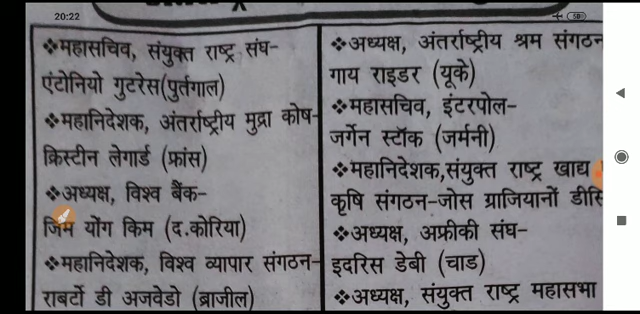 20:22
58
❖महासचिव, संयुक्त राष्ट्र संघ-
एंटोनियो गुटरेस(पुर्तगाल)
❖महानिदेशक, अंतर्राष्ट्रीय मुद्रा कोष-
क्रिस्टीन लेगार्ड (फ्रांस)
❖अध्यक्ष, विश्व बैंक-
जिम योंग किम (द.कोरिया)
❖महानिदेशक, विश्व व्यापार संगठन-
राबर्टो डी अजवेडो (ब्राजील)
❖अध्यक्ष, अंतर्राष्ट्रीय श्रम संगठन
गाय राइडर (यूके)
❖महासचिव, इंटरपोल-
जर्गेन स्टॉक (जर्मनी)
❖महानिदेशक,संयुक्त राष्ट्र खाद्य
कृषि संगठन-जोस ग्राजियानों डीसि
❖अध्यक्ष, अफ्रीकी संघ-
इदरिस डेबी (चाड)
❖अध्यक्ष, संयुक्त राष्ट्र महासभा